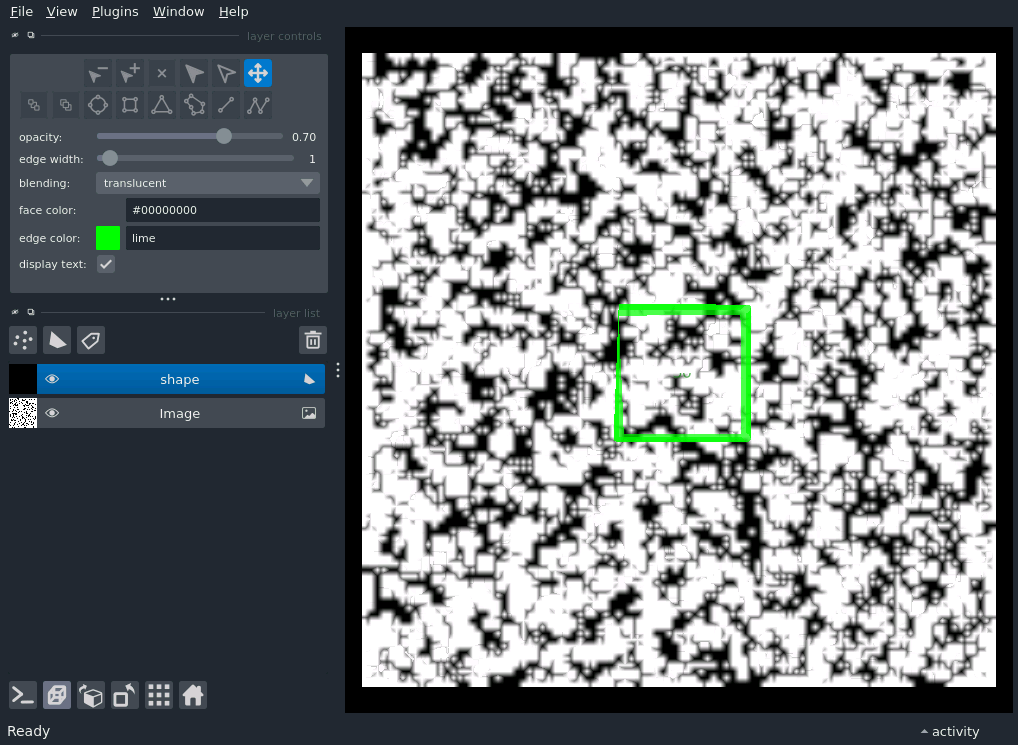 File View Plugins Window Help
layer controls
opacity: 0.70
edge width: 1
blending: translucent
face color: #00000000
edge color: lime
display text:
layer list
shape
Image
Ready
activity